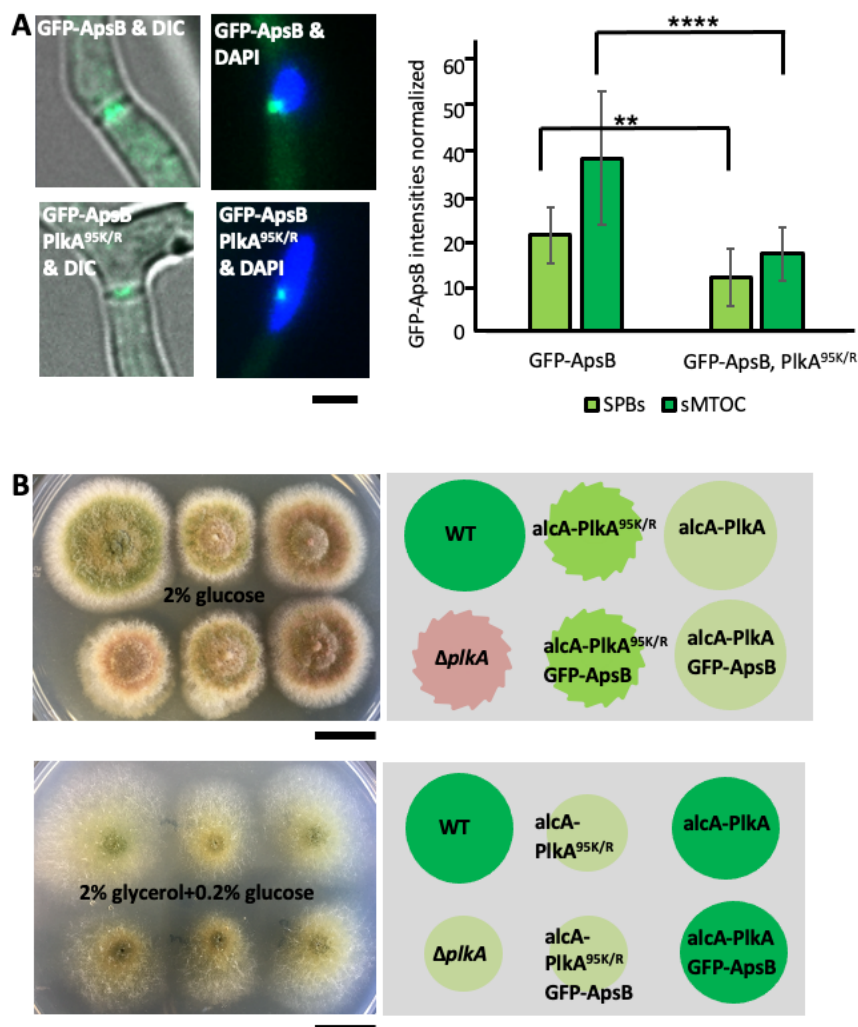 A
GFP-ApsB & DIC
GFP-ApsB &
DAPI
GFP-ApsB
PlkA95K/R
& DIC
GFP-ApsB
PlkA95K/R
& DAPI
GFP-ApsB intensities normalized
60
50
40
30
20
10
0
**
****
GFP-ApsB
GFP-ApsB, PlkA95K/R
SPBs
sMTOC
B
2% glucose
WT
alcA-PlkA95K/R
alcA-PlkA
ΔplkA
alcA-PlkA95K/R
GFP-ApsB
alcA-PlkA
GFP-ApsB
2% glycerol+0.2% glucose
WT
alcA-
PlkA95K/R
alcA-PlkA
ΔplkA
alcA-
PlkA95K/R
GFP-ApsB
alcA-PlkA
GFP-ApsB